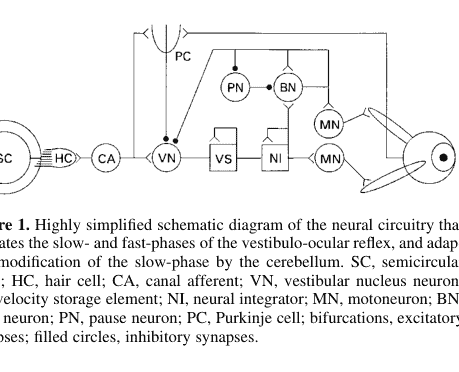 PC
PN
BN
MN
SC
HC
CA
VN
VS
NI
MN
re 1. Highly simplified schematic diagram of the neural circuitry tha
ates the slow- and fast-phases of the vestibulo-ocular reflex, and adap
modification of the slow-phase by the cerebellum. SC, semicircula
; HC, hair cell; CA, canal afferent; VN, vestibular nucleus neuron
velocity storage element; NI, neural integrator; MN, motoneuron; BN
neuron; PN, pause neuron; PC, Purkinje cell; bifurcations, excitatory
pses; filled circles, inhibitory synapses.